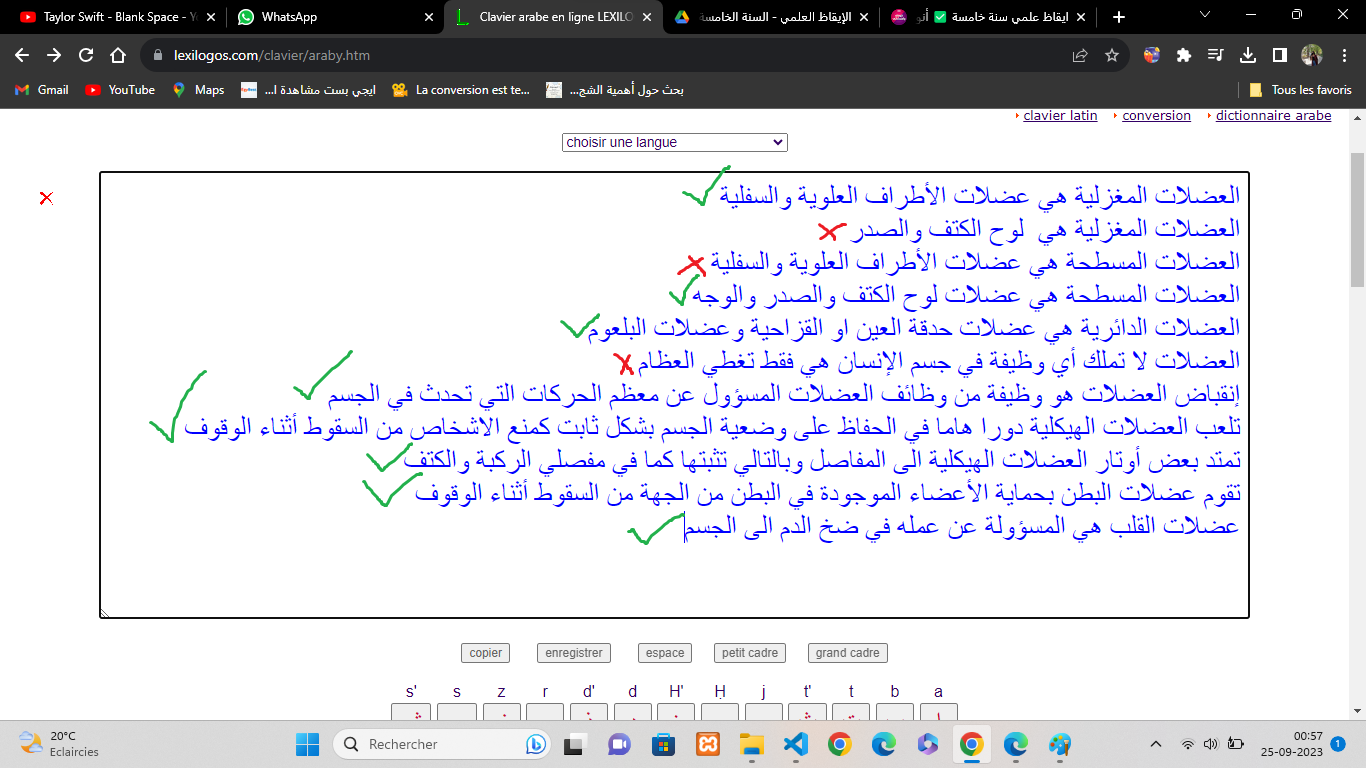 Taylor Swift - Blank Space - Y
WhatsApp
Clavier arabe en ligne LEXILO
الإيقاظ العلمي - السنة الخامسة
ايقاظ علمي سنة خامسة ✅ أنو
lexilogos.com/clavier/araby.htm
Gmail
YouTube
Maps
ايجي بست مشاهدة ا...
La conversion est te...
بحث حول أهمية الشج...
Tous les favoris
clavier latin
conversion
dictionnaire arabe
choisir une langue
العضلات المغزلية هي عضلات الأطراف العلوية والسفلية
العضلات المغزلية هي لوح الكتف والصدر
العضلات المسطحة هي عضلات الأطراف العلوية والسفلية
العضلات المسطحة هي عضلات لوح الكتف والصدر والوجه
العضلات الدائرية هي عضلات حدقة العين او القزاحية وعضلات البلعوم
العضلات لا تملك أي وظيفة في جسم الإنسان هي فقط تغطي العظام
إنقباض العضلات هو وظيفة من وظائف العضلات المسؤول عن معظم الحركات التي تحدث في الجسم
تلعب العضلات الهيكلية دورا هاما في الحفاظ على وضعية الجسم بشكل ثابت كمنع الاشخاص من السقوط أثناء الوقوف
تمتد بعض أوتار العضلات الهيكلية الى المفاصل وبالتالي تثبتها كما في مفصلي الركبة والكتف
تقوم عضلات البطن بحماية الأعضاء الموجودة في البطن من الجهة من السقوط أثناء الوقوف
عضلات القلب هي المسؤولة عن عمله في ضخ الدم الى الجسم
copier
enregistrer
espace
petit cadre
grand cadre
s' s z r d' d H' Ḥ j t' t b a
20°C
Eclaircies
Rechercher
00:57
25-09-2023
1